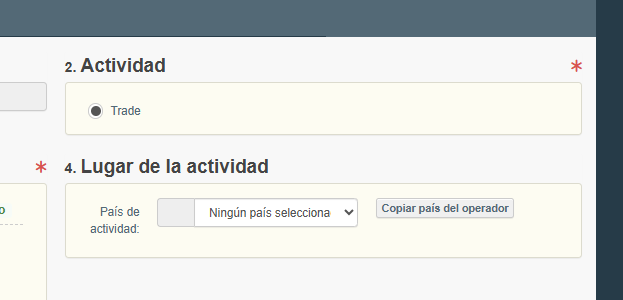 2. Actividad
Trade
4. Lugar de la actividad
País de
actividad:
Ningún país selecciona
Copiar país del operador